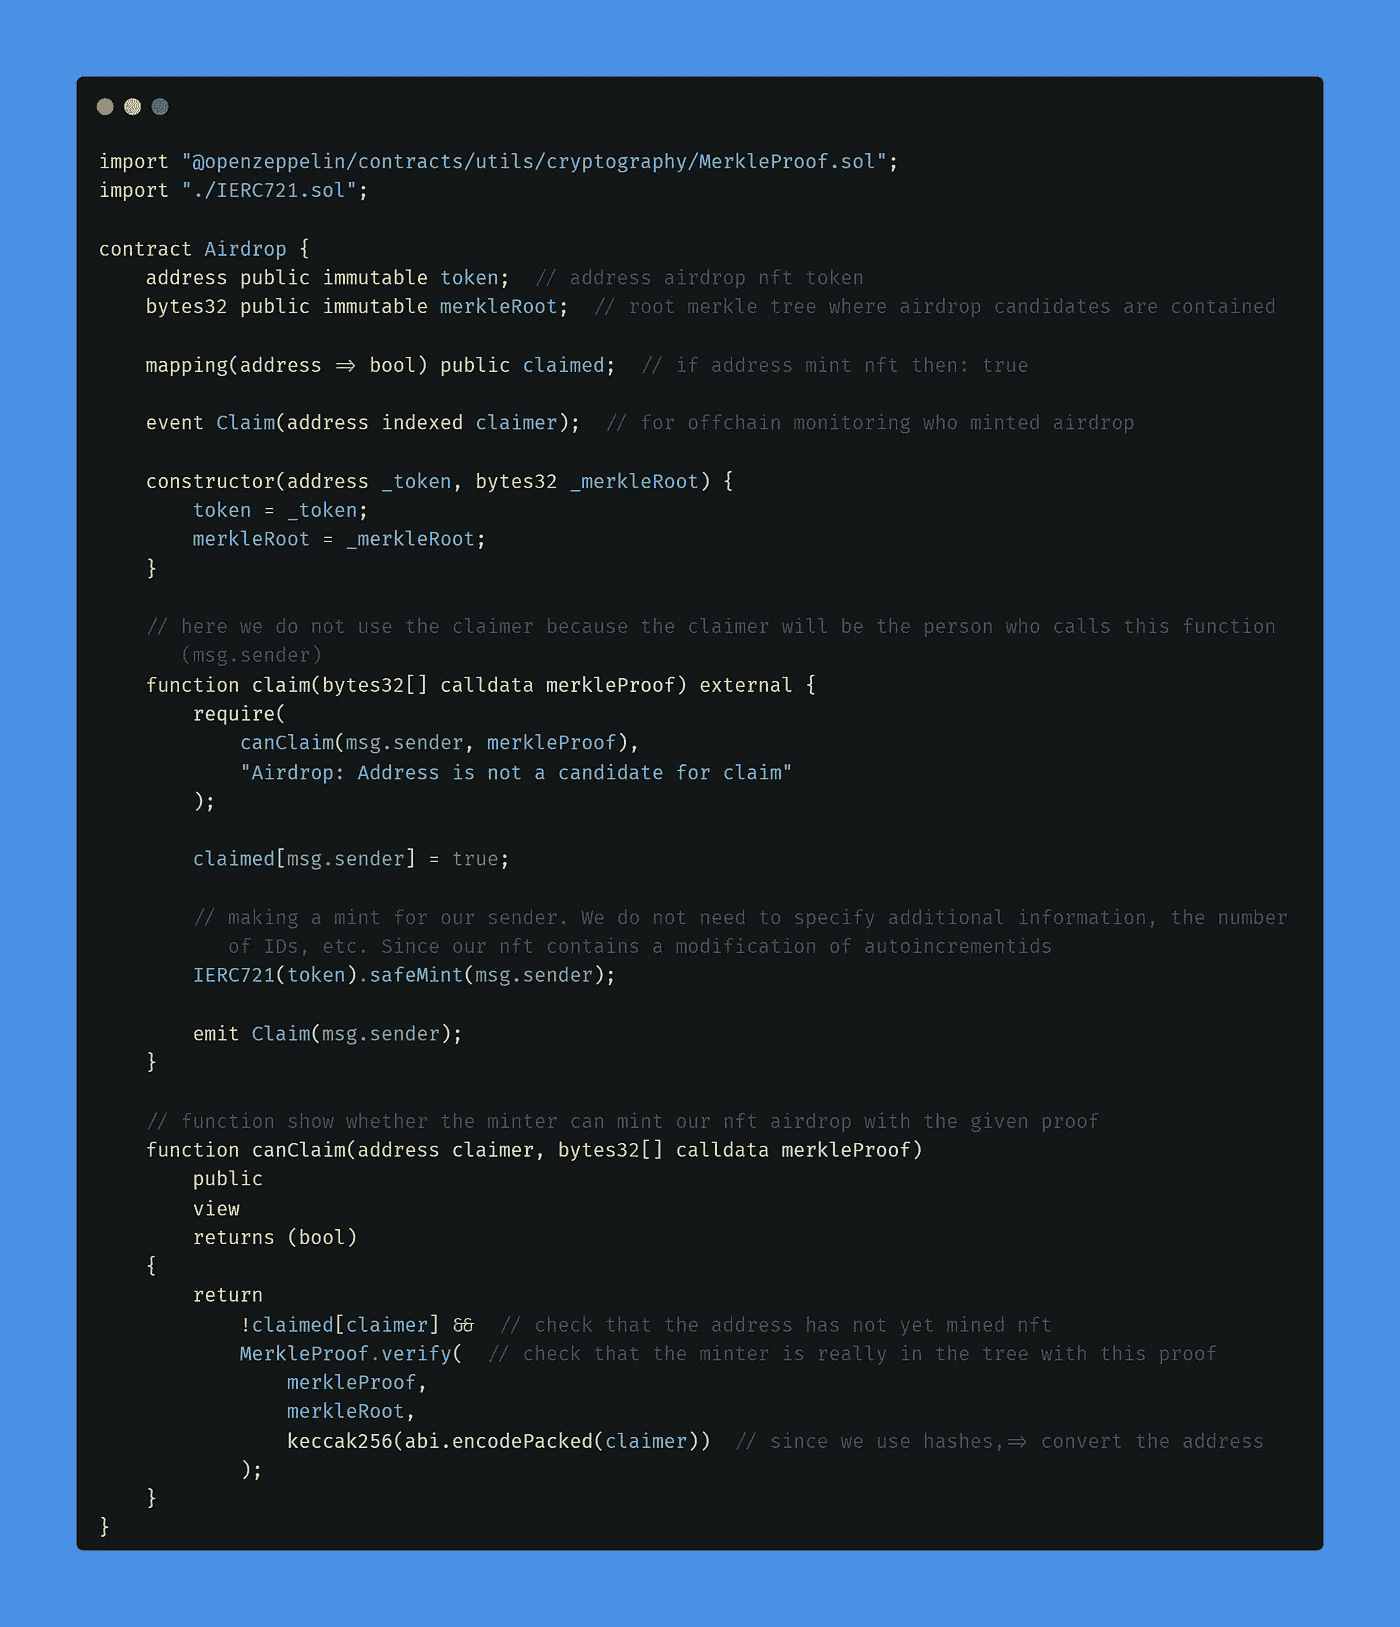 import "@openzeppelin/contracts/utils/cryptography/MerkleProof.sol";
import "./IERC721.sol";

contract Airdrop {
    address public immutable token;  // address airdrop nft token
    bytes32 public immutable merkleRoot;  // root merkle tree where airdrop candidates are contained

    mapping(address => bool) public claimed;  // if address mint nft then: true

    event Claim(address indexed claimer);  // for offchain monitoring who minted airdrop

    constructor(address _token, bytes32 _merkleRoot) {
        token = _token;
        merkleRoot = _merkleRoot;
    }

    // here we do not use the claimer because the claimer will be the person who calls this function
       (msg.sender)
    function claim(bytes32[] calldata merkleProof) external {
        require(
            canClaim(msg.sender, merkleProof),
            "Airdrop: Address is not a candidate for claim"
        );

        claimed[msg.sender] = true;

        // making a mint for our sender. We do not need to specify additional information, the number
           of IDs, etc. Since our nft contains a modification of autoincrementids
        IERC721(token).safeMint(msg.sender);

        emit Claim(msg.sender);
    }

    // function show whether the minter can mint our nft airdrop with the given proof
    function canClaim(address claimer, bytes32[] calldata merkleProof)
        public
        view
        returns (bool)
    {
        return
            !claimed[claimer] &&  // check that the address has not yet mined nft
            MerkleProof.verify(  // check that the minter is really in the tree with this proof
                merkleProof,
                merkleRoot,
                keccak256(abi.encodePacked(claimer))  // since we use hashes,=> convert the address
            );
    }
}